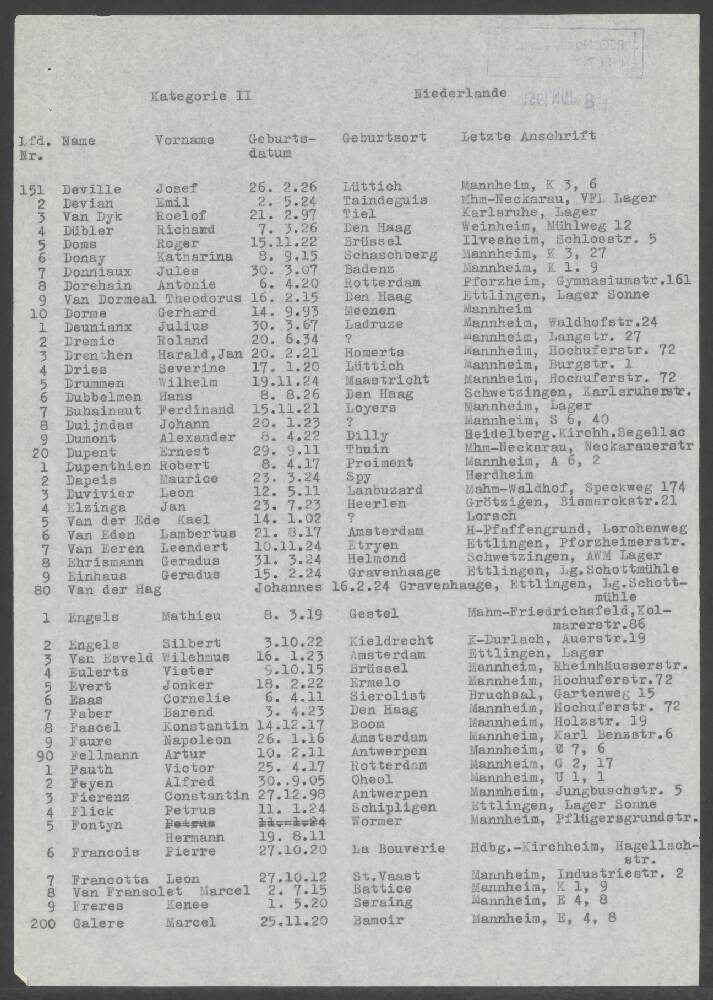 Kategorie II Niederlande
Lfd. Name Vorname Geburts- Geburtsort Letzte Anschrift
Nr. datum
151 Deville Josef 26. 2.26 Lüttich Mannheim, K 3, 6
2 Devian Emil 2. 5.24 Taindeguis Mhm-Neckarau, VFL Lager
3 Van Dyk Roelof 21. 2.97 Tiel Karlsruhe, Lager
4 Dübler Richard 7. 3.26 Den Haag Weinheim, Mühlweg 12
5 Doms Roger 15.11.22 Brüssel Ilvesheim, Schlosstr. 5
6 Donay Katharina 8. 9.15 Schaschberg Mannheim, K 3, 27
7 Donniaux Jules 30. 3.07 Badenz Mannheim, K 1. 9
8 Dorehain Antonie 6. 4.20 Rotterdam Pforzheim, Gymnasiumstr.161
9 Van Dormeal Theodorus 16. 2.15 Den Haag Ettlingen, Lager Sonne
10 Dorme Gerhard 14. 9.93 Meenen Mannheim
1 Deunianx Julius 30. 3.67 Ladruze Mannheim, Waldhofstr.24
2 Dremic Roland 20. 6.34 ? Mannheim, Langstr. 27
3 Drenthen Harald,Jan 20. 2.21 Homerts Mannheim, Hochuferstr. 72
4 Dries Severine 17. 1.20 Lüttich Mannheim, Burgstr. 1
5 Drummen Wilhelm 19.11.24 Maastricht Mannheim, Hochuferstr. 72
6 Dubbelmen Hans 8. 8.26 Den Haag Schwetzingen, Karlsruherstr.
7 Buhainaut Ferdinand 15.11.21 Loyers Mannheim, Lager
8 Duijndas Johann 20. 1.23 ? Mannheim, S 6, 40
9 Dumont Alexander 8. 4.22 Dilly Heidelberg.Kirchh.Segellac
20 Dupent Ernest 29. 9.11 Thuin Mhm-Neckarau, Neckarauerstr
1 Dupenthien Robert 8. 4.17 Proiment Mannheim, A 6, 2
2 Dapeis Maurice 23. 3.24 Spy Herdheim
3 Duvivier Leon 12. 5.11 Lanbuzard Mahm-Waldhof, Speckweg 174
4 Elzinga Jan 23. 7.23 Heerlen Grötzigen, Bismarckstr.21
5 Van der Ede Kael 14. 1.02 ? Lorsch
6 Van Eden Lambertus 21. 8.17 Amsterdam H-Pfaffengrund, Lerchenweg
7 Van Eeren Leendert 10.11.24 Etryen Ettlingen, Pforzheimerstr.
8 Ehrismann Geradus 31. 3.24 Helmond Schwetzingen, AWM Lager
9 Einhaus Geradus 15. 2.24 Gravenhaage Ettlingen, Lg.Schottmühle
80 Van der Hag Johannes 16.2.24 Gravenhaage, Ettlingen, Lg.Schott-
mühle
1 Engels Mathieu 8. 3.19 Gestel Mahm-Friedrichsfeld,Kol-
marerstr.86
2 Engels Silbert 3.10.22 Kieldrecht K-Durlach, Auerstr.19
3 Van Esveld Wilehmus 16. 1.23 Amsterdam Ettlingen, Lager
4 Eulerts Vieter 9.10.15 Brüssel Mannheim, Rheinhäusserstr.
5 Evert Jonker 18. 2.22 Ermelo Mannheim, Hochuferstr.72
6 Eaas Cornelie 6. 4.11 Sierolist Bruchsal, Gartenweg 15
7 Faber Barend 3. 4.23 Den Haag Mannheim, Hochuferstr. 72
8 Fascel Konstantin 14.12.17 Boom Mannheim, Holzstr. 19
9 Faure Napoleon 26. 1.16 Amsterdam Mannheim, Karl Benzstr.6
90 Fellmann Artur 10. 2.11 Antwerpen Mannheim, C 7, 6
1 Fauth Victor 25. 4.17 Rotterdam Mannheim, G 2, 17
2 Feyen Alfred 30..9.05 Oheol Mannheim, U 1, 1
3 Fierenz Constantin 27.12.98 Antwerpen Mannheim, Jungbuschstr. 5
4 Flick Petrus 11. 1.24 Schipligen Ettlingen, Lager Sonne
5 Fontyn Petrus 11. 1.24 Wormer Mannheim, Pflügersgrundstr.
Hermann 19. 8.11
6 Francois Pierre 27.10.20 La Bouverie Hdbg.-Kirchheim, Hagellach-
str.
7 Francotta Leon 27.10.12 St.Vaast Mannheim, Industriestr. 2
8 Van Fransolet Marcel 2. 7.15 Battice Mannheim, K 1, 9
9 Freres Renee 1. 5.20 Seraing Mannheim, E 4, 8
200 Galere Marcel 25.11.20 Bamoir Mannheim, E, 4, 8